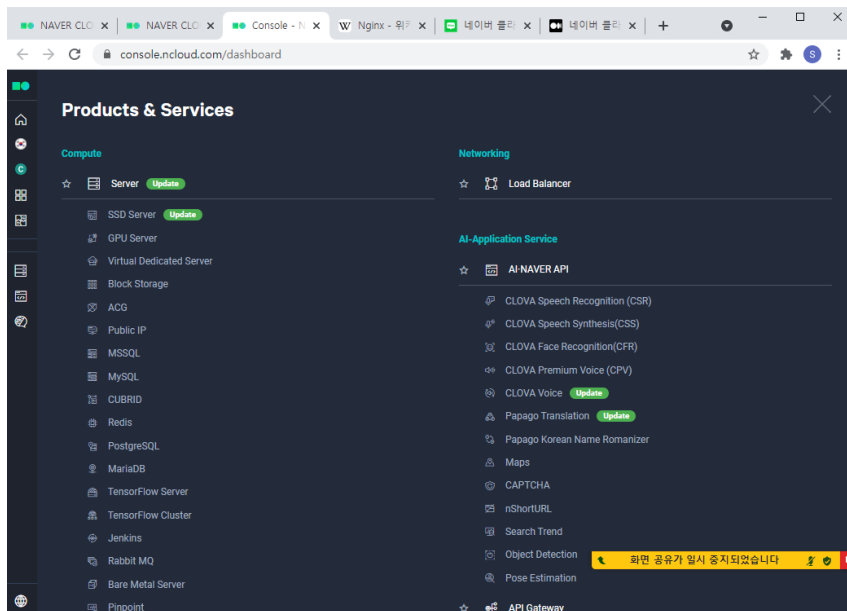 NAVER CLO
NAVER CLO
Console - N
Nginx - 위키
네이버 클라
네이버 클라
console.ncloud.com/dashboard
S
Products & Services
C
Compute
Server Update
SSD Server Update
GPU Server
Virtual Dedicated Server
Block Storage
ACG
Public IP
MSSQL
MySQL
CUBRID
Redis
PostgreSQL
MariaDB
TensorFlow Server
TensorFlow Cluster
Jenkins
Rabbit MQ
Bare Metal Server
Pinpoint
Networking
Load Balancer
AI-Application Service
AI-NAVER API
CLOVA Speech Recognition (CSR)
CLOVA Speech Synthesis(CSS)
CLOVA Face Recognition(CFR)
CLOVA Premium Voice (CPV)
CLOVA Voice Update
Papago Translation Update
Papago Korean Name Romanizer
Maps
CAPTCHA
nShortURL
Search Trend
Object Detection
Pose Estimation
API Gateway
화면 공유가 일시 중지되었습니다